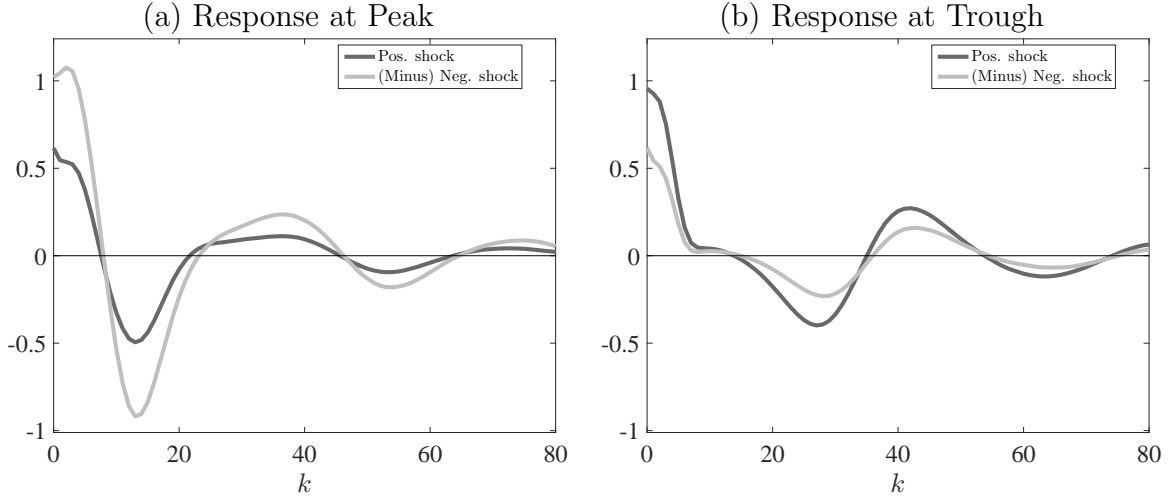 (a) Response at Peak
Pos. shock
(Minus) Neg. shock
1
0.5
0
-0.5
-1
0 20 40 60 80
k
(b) Response at Trough
Pos. shock
(Minus) Neg. shock
1
0.5
0
-0.5
-1
0 20 40 60 80
k